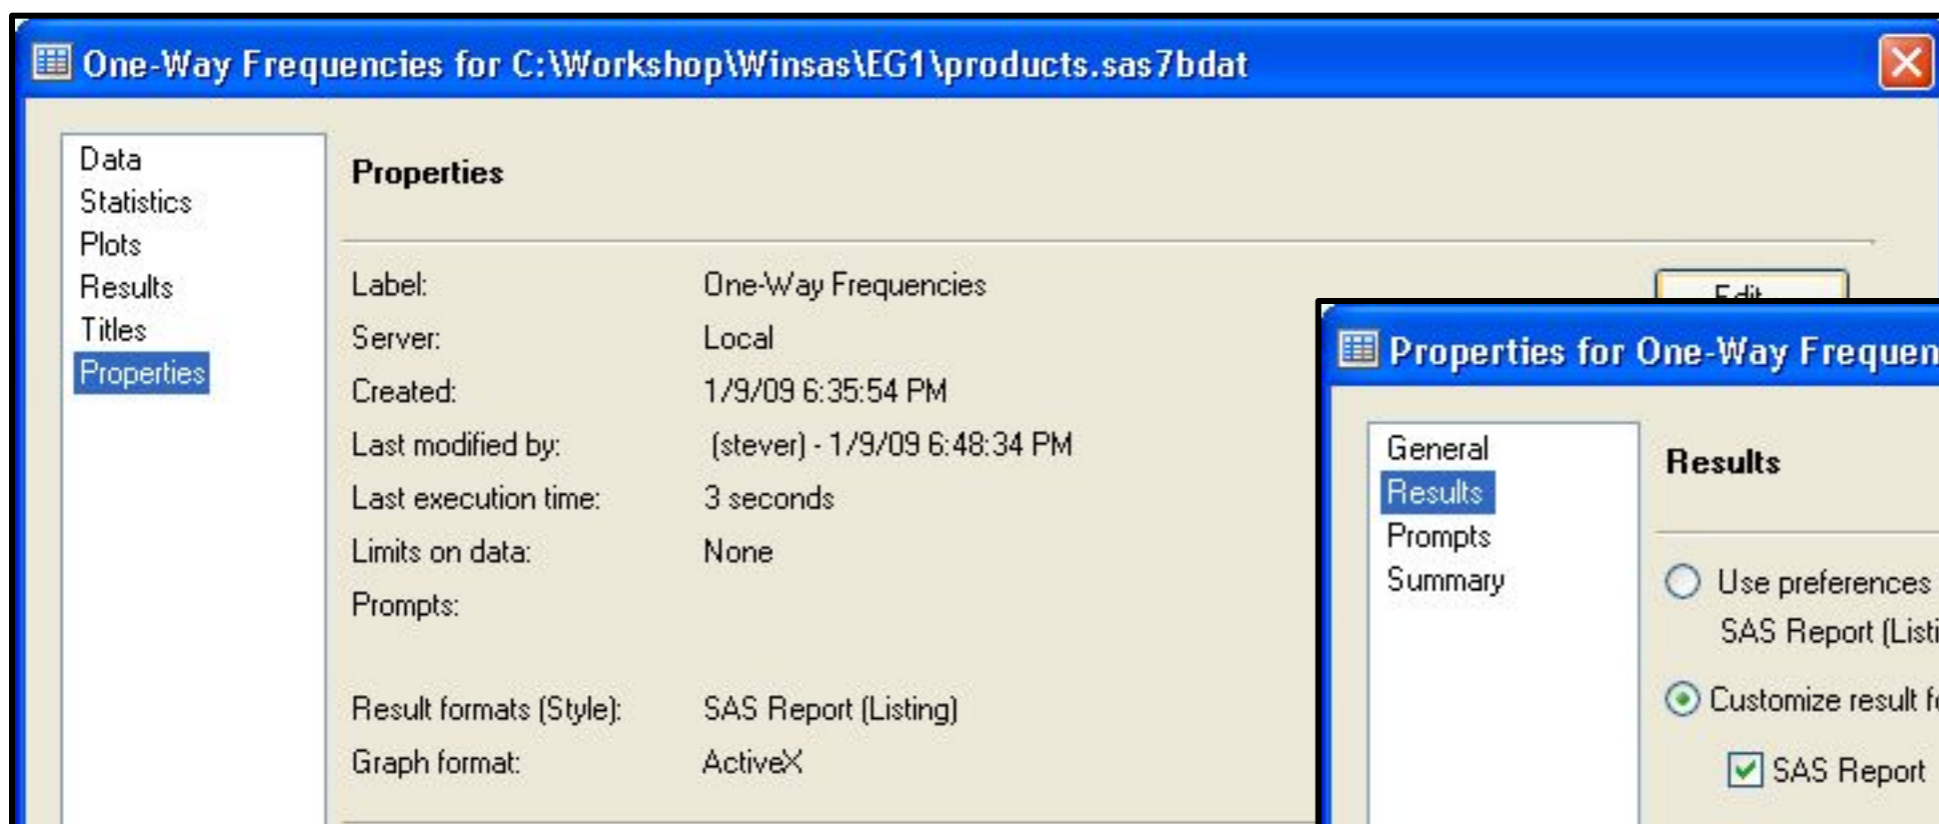 One-Way Frequencies for C:\Workshop\Winsas\EG1\products.sas7bdat
Data
Statistics
Plots
Results
Titles
Properties
Properties
Label: One-Way Frequencies
Edit
Server: Local
Created: 1/9/09 6:35:54 PM
Last modified by: (stever) - 1/9/09 6:48:34 PM
Last execution time: 3 seconds
Limits on data: None
Prompts:
Result formats (Style): SAS Report (Listing)
Graph format: ActiveX
Properties for One-Way Frequen
General
Results
Prompts
Summary
Results
Use preferences
SAS Report (Listi
Customize result fo
SAS Report